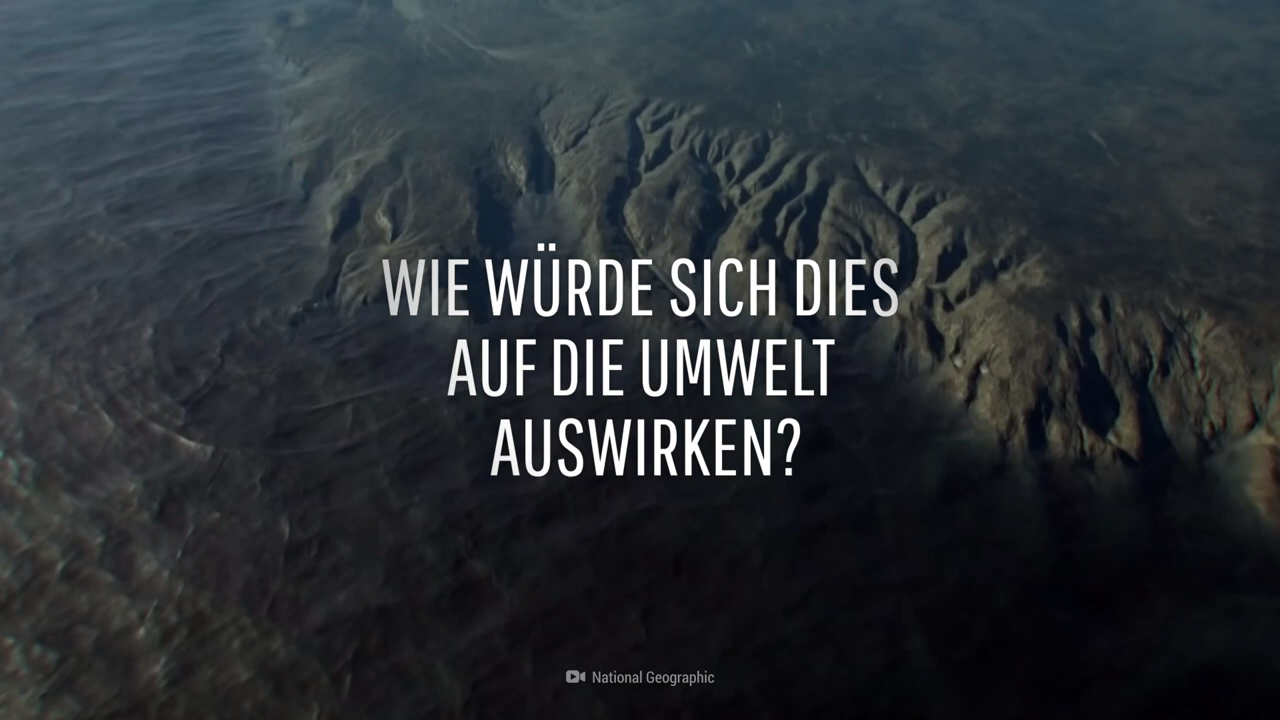 WIE WÜRDE SICH DIES
AUF DIE UMWELT
AUSWIRKEN?
National Geographic